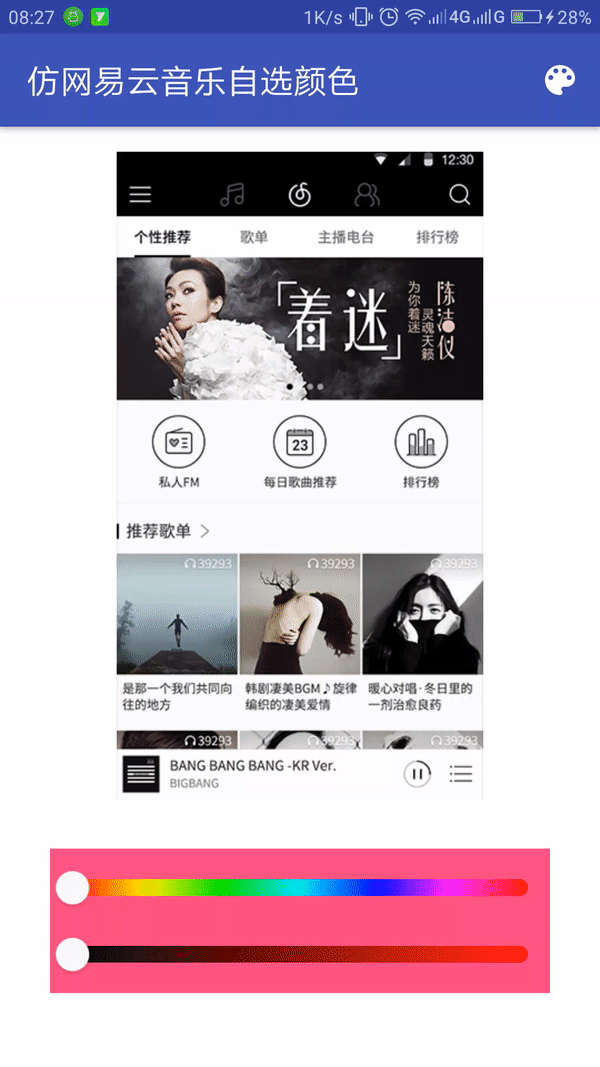 08:27 1K/s 4G G 28%
仿网易云音乐自选颜色
12:30
个性推荐 歌单 主播电台 排行榜
「着迷」
为你着迷
灵魂天籁
陈洁仪
23
私人FM 每日歌曲推荐 排行榜
推荐歌单
39293 39293 39293
是那一个我们共同向
往的地方
韩剧凄美BGM♪旋律
编织的凄美爱情
暖心对唱·冬日里的
一剂治愈良药
39293 39293 39293
BANG BANG BANG -KR Ver.
BIGBANG